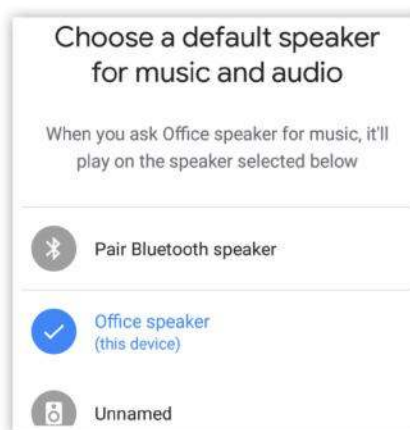 Choose a default speaker
for music and audio
When you ask Office speaker for music, it'll
play on the speaker selected below
Pair Bluetooth speaker
Office speaker
(this device)
Unnamed